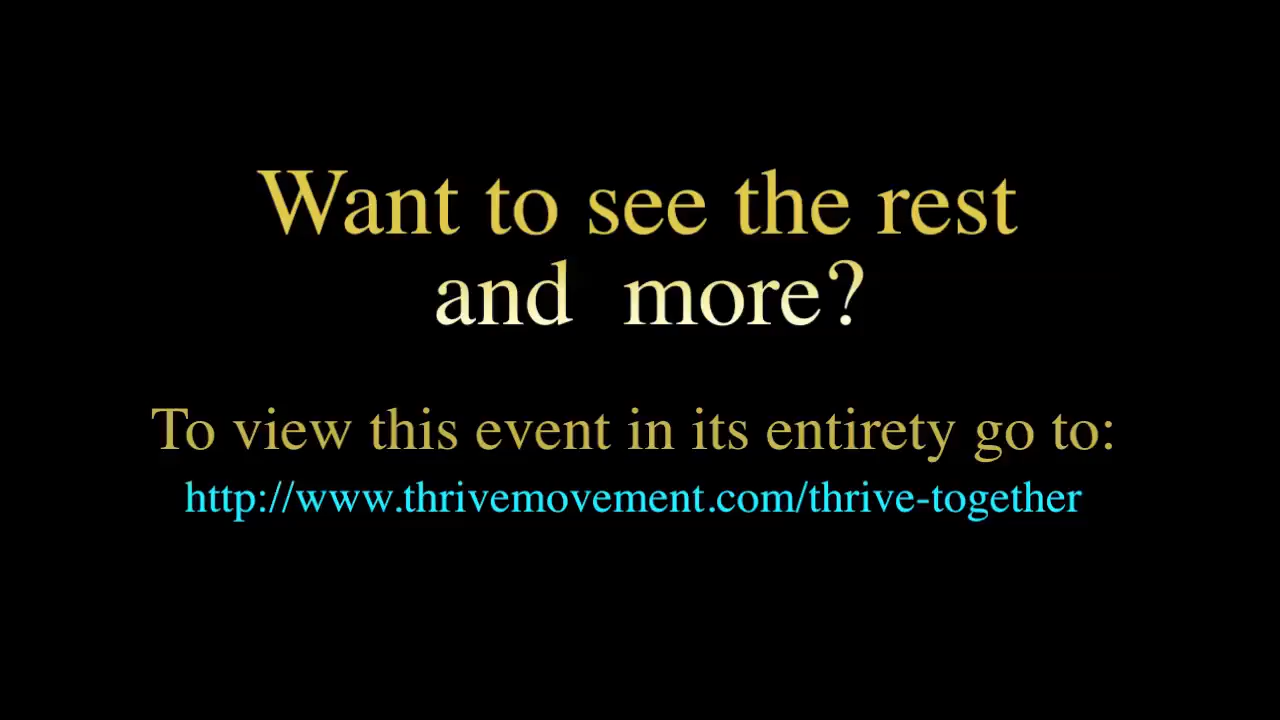 Want to see the rest
and more?
To view this event in its entirety go to:
http://www.thrivemovement.com/thrive-together